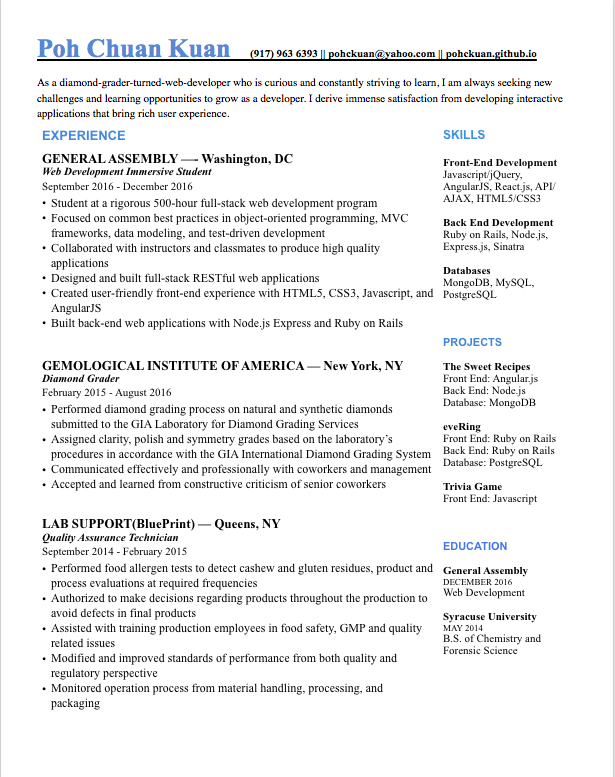 Poh Chuan Kuan (917) 963 6393 || pohckuan@yahoo.com || pohckuan.github.io
As a diamond-grader-turned-web-developer who is curious and constantly striving to learn, I am always seeking new
challenges and learning opportunities to grow as a developer. I derive immense satisfaction from developing interactive
applications that bring rich user experience.
EXPERIENCE
GENERAL ASSEMBLY —- Washington, DC
Web Development Immersive Student
September 2016 - December 2016
• Student at a rigorous 500-hour full-stack web development program
• Focused on common best practices in object-oriented programming, MVC
frameworks, data modeling, and test-driven development
• Collaborated with instructors and classmates to produce high quality
applications
• Designed and built full-stack RESTful web applications
• Created user-friendly front-end experience with HTML5, CSS3, Javascript, and
AngularJS
• Built back-end web applications with Node.js Express and Ruby on Rails
GEMOLOGICAL INSTITUTE OF AMERICA — New York, NY
Diamond Grader
February 2015 - August 2016
• Performed diamond grading process on natural and synthetic diamonds
submitted to the GIA Laboratory for Diamond Grading Services
• Assigned clarity, polish and symmetry grades based on the laboratory's
procedures in accordance with the GIA International Diamond Grading System
• Communicated effectively and professionally with coworkers and management
• Accepted and learned from constructive criticism of senior coworkers
LAB SUPPORT(BluePrint) — Queens, NY
Quality Assurance Technician
September 2014 - February 2015
• Performed food allergen tests to detect cashew and gluten residues, product and
process evaluations at required frequencies
• Authorized to make decisions regarding products throughout the production to
avoid defects in final products
• Assisted with training production employees in food safety, GMP and quality
related issues
• Modified and improved standards of performance from both quality and
regulatory perspective
• Monitored operation process from material handling, processing, and
packaging
SKILLS
Front-End Development
Javascript/jQuery,
AngularJS, React.js, API/
AJAX, HTML5/CSS3
Back End Development
Ruby on Rails, Node.js,
Express.js, Sinatra
Databases
MongoDB, MySQL,
PostgreSQL
PROJECTS
The Sweet Recipes
Front End: Angular.js
Back End: Node.js
Database: MongoDB
eveRing
Front End: Ruby on Rails
Back End: Ruby on Rails
Database: PostgreSQL
Trivia Game
Front End: Javascript
EDUCATION
General Assembly
DECEMBER 2016
Web Development
Syracuse University
MAY 2014
B.S. of Chemistry and
Forensic Science